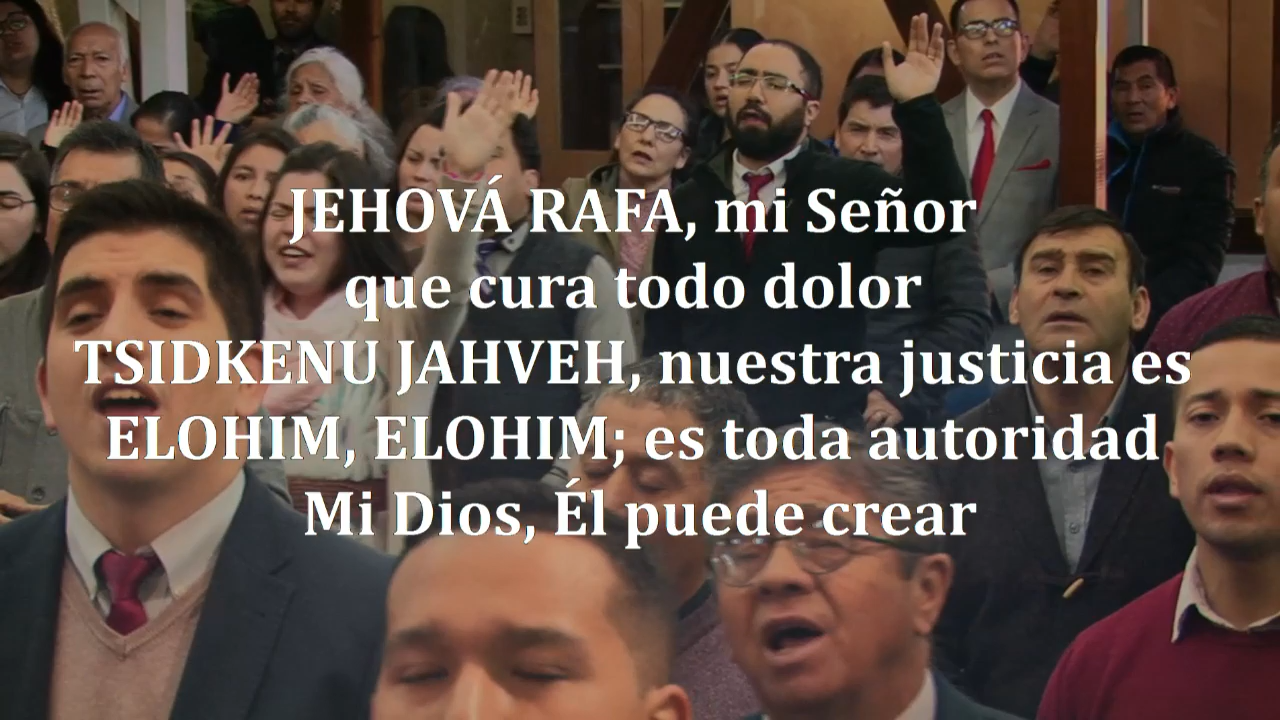 JEHOVÁ RAFA, mi Señor
que cura todo dolor
TSIDKENU JAHVEH, nuestra justicia es
ELOHIM, ELOHIM; es toda autoridad
Mi Dios, Él puede crear